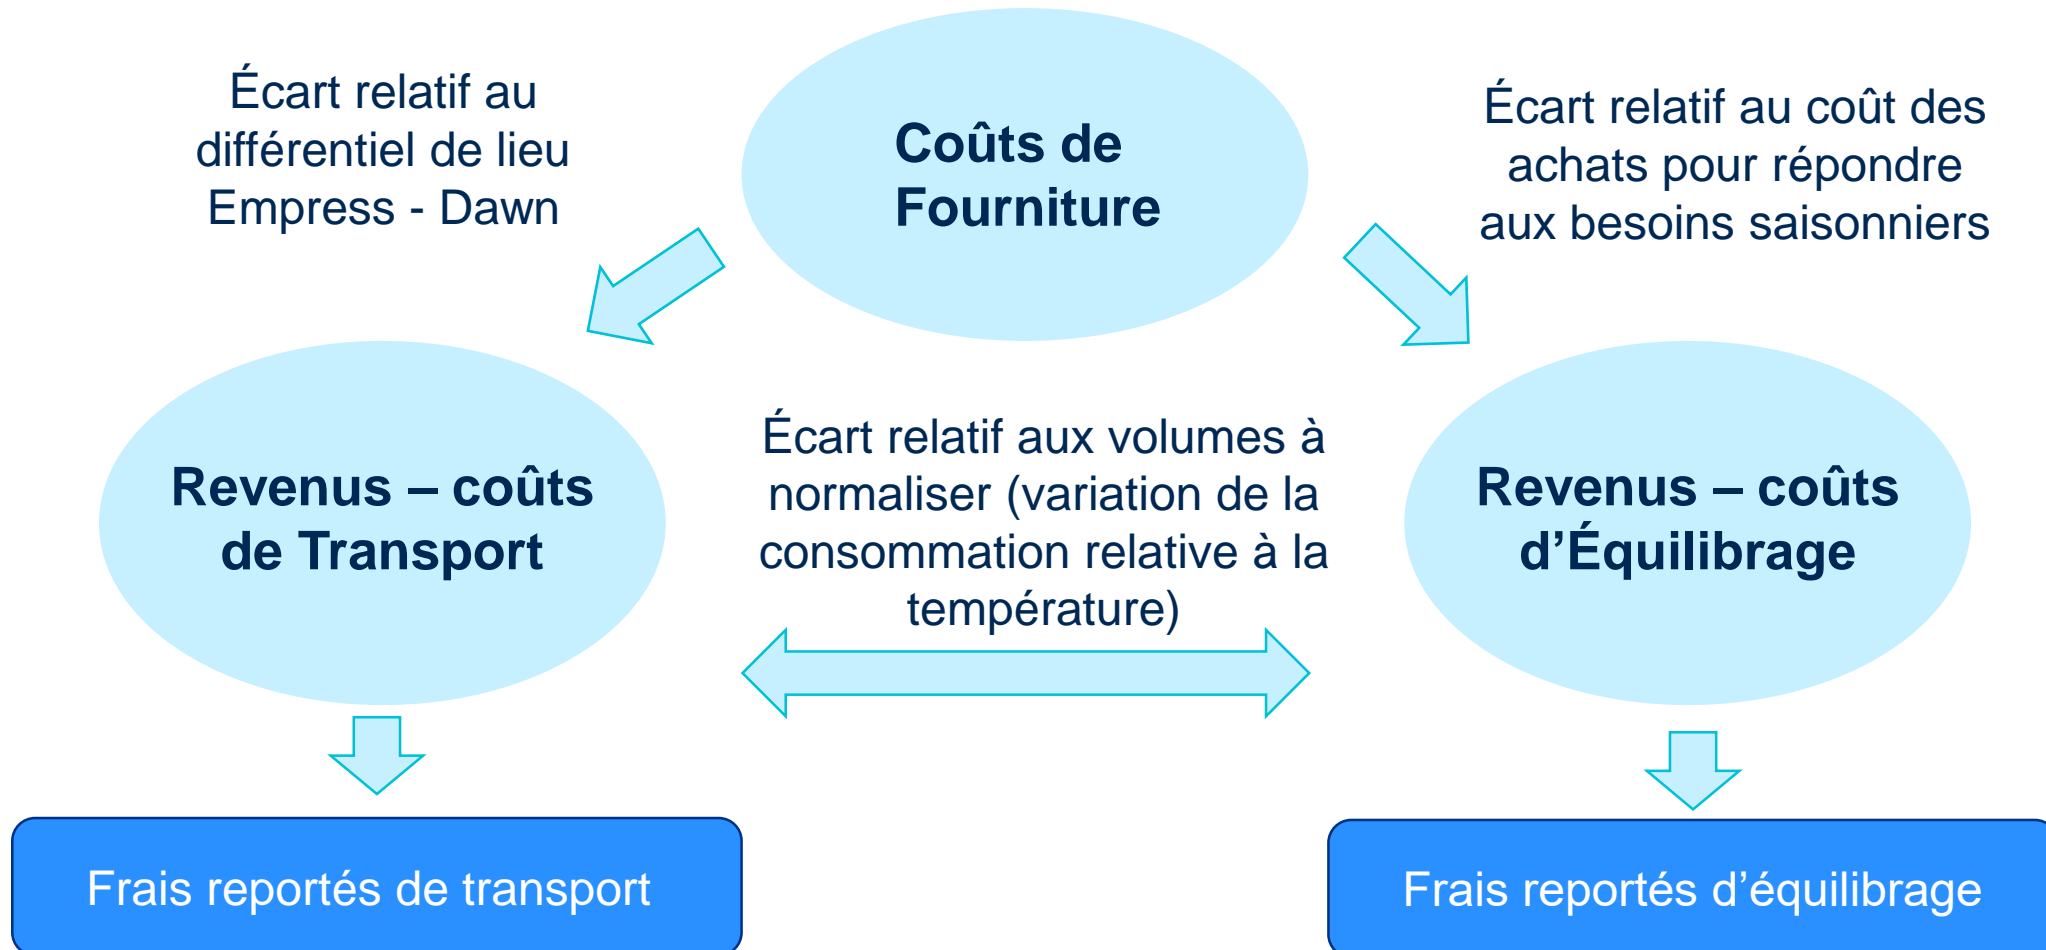 Écart relatif au
différentiel de lieu
Empress - Dawn
Coûts de
Fourniture
Écart relatif au coût des
achats pour répondre
aux besoins saisonniers
Revenus – coûts
de Transport
Écart relatif aux volumes à
normaliser (variation de la
consommation relative à la
température)
Revenus – coûts
d’Équilibrage
Frais reportés de transport
Frais reportés d’équilibrage